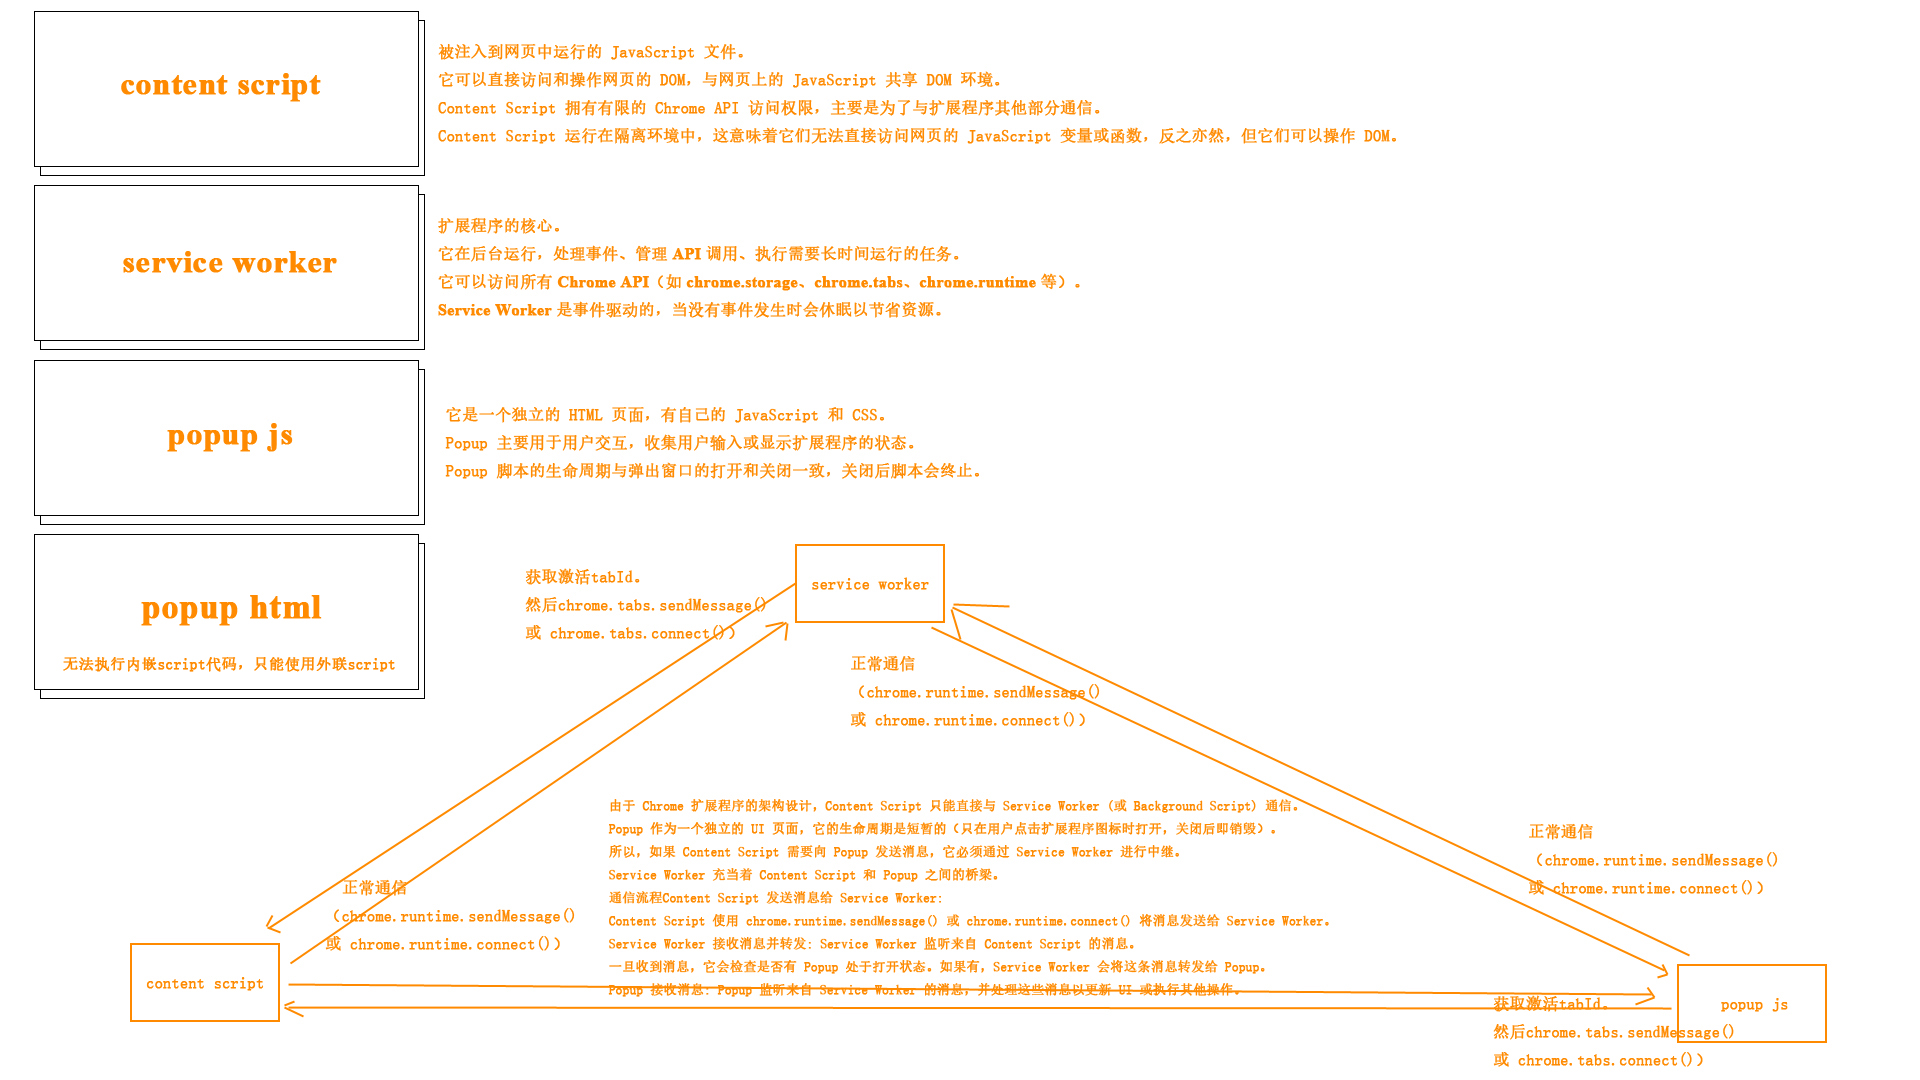 content script
被注入到网页中运行的 JavaScript 文件。
它可以直接访问和操作网页的 DOM，与网页上的 JavaScript 共享 DOM 环境。
Content Script 拥有有限的 Chrome API 访问权限，主要是为了与扩展程序其他部分通信。
Content Script 运行在隔离环境中，这意味着它们无法直接访问网页的 JavaScript 变量或函数，反之亦然，但它们可以操作 DOM。
service worker
扩展程序的核心。
它在后台运行，处理事件、管理 API 调用、执行需要长时间运行的任务。
它可以访问所有 Chrome API（如 chrome.storage、chrome.tabs、chrome.runtime 等）。
Service Worker 是事件驱动的，当没有事件发生时会休眠以节省资源。
popup js
它是一个独立的 HTML 页面，有自己的 JavaScript 和 CSS。
Popup 主要用于用户交互，收集用户输入或显示扩展程序的状态。
Popup 脚本的生命周期与弹出窗口的打开和关闭一致，关闭后脚本会终止。
popup html
无法执行内嵌script代码，只能使用外联script
获取激活tabId。
然后chrome.tabs.sendMessage()
或 chrome.tabs.connect()）
service worker
正常通信
（chrome.runtime.sendMessage()
或 chrome.runtime.connect()）
由于 Chrome 扩展程序的架构设计，Content Script 只能直接与 Service Worker (或 Background Script) 通信。
Popup 作为一个独立的 UI 页面，它的生命周期是短暂的（只在用户点击扩展程序图标时打开，关闭后即销毁）。
所以，如果 Content Script 需要向 Popup 发送消息，它必须通过 Service Worker 进行中继。
Service Worker 充当着 Content Script 和 Popup 之间的桥梁。
通信流程Content Script 发送消息给 Service Worker:
Content Script 使用 chrome.runtime.sendMessage() 或 chrome.runtime.connect() 将消息发送给 Service Worker。
Service Worker 接收消息并转发: Service Worker 监听来自 Content Script 的消息。
一旦收到消息，它会检查是否有 Popup 处于打开状态。如果有，Service Worker 会将这条消息转发给 Popup。
Popup 接收消息: Popup 监听来自 Service Worker 的消息，并处理这些消息以更新 UI 或执行其他操作。
正常通信
（chrome.runtime.sendMessage()
或 chrome.runtime.connect()）
正常通信
（chrome.runtime.sendMessage()
或 chrome.runtime.connect()）
content script
popup js
获取激活tabId。
然后chrome.tabs.sendMessage()
或 chrome.tabs.connect()）